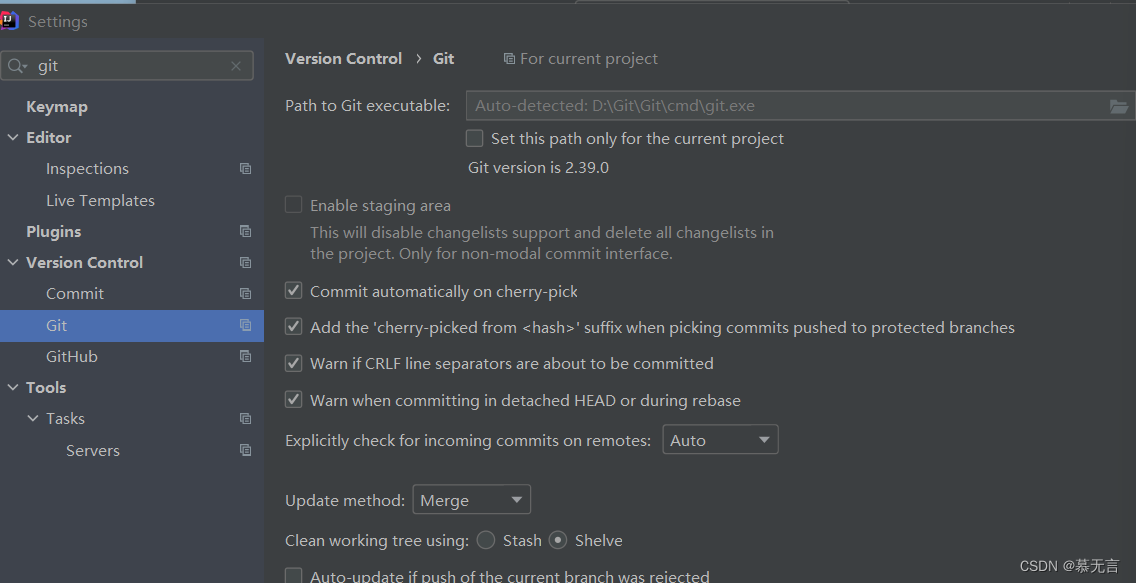 Settings
git
Keymap
Editor
Inspections
Live Templates
Plugins
Version Control
Commit
Git
GitHub
Tools
Tasks
Servers
Version Control › Git For current project
Path to Git executable: Auto-detected: D:\Git\Git\cmd\git.exe
Set this path only for the current project
Git version is 2.39.0
Enable staging area
This will disable changelists support and delete all changelists in
the project. Only for non-modal commit interface.
Commit automatically on cherry-pick
Add the 'cherry-picked from <hash>' suffix when picking commits pushed to protected branches
Warn if CRLF line separators are about to be committed
Warn when committing in detached HEAD or during rebase
Explicitly check for incoming commits on remotes: Auto
Update method: Merge
Clean working tree using: Stash Shelve
Auto-update if push of the current branch was rejected
CSDN @慕无言